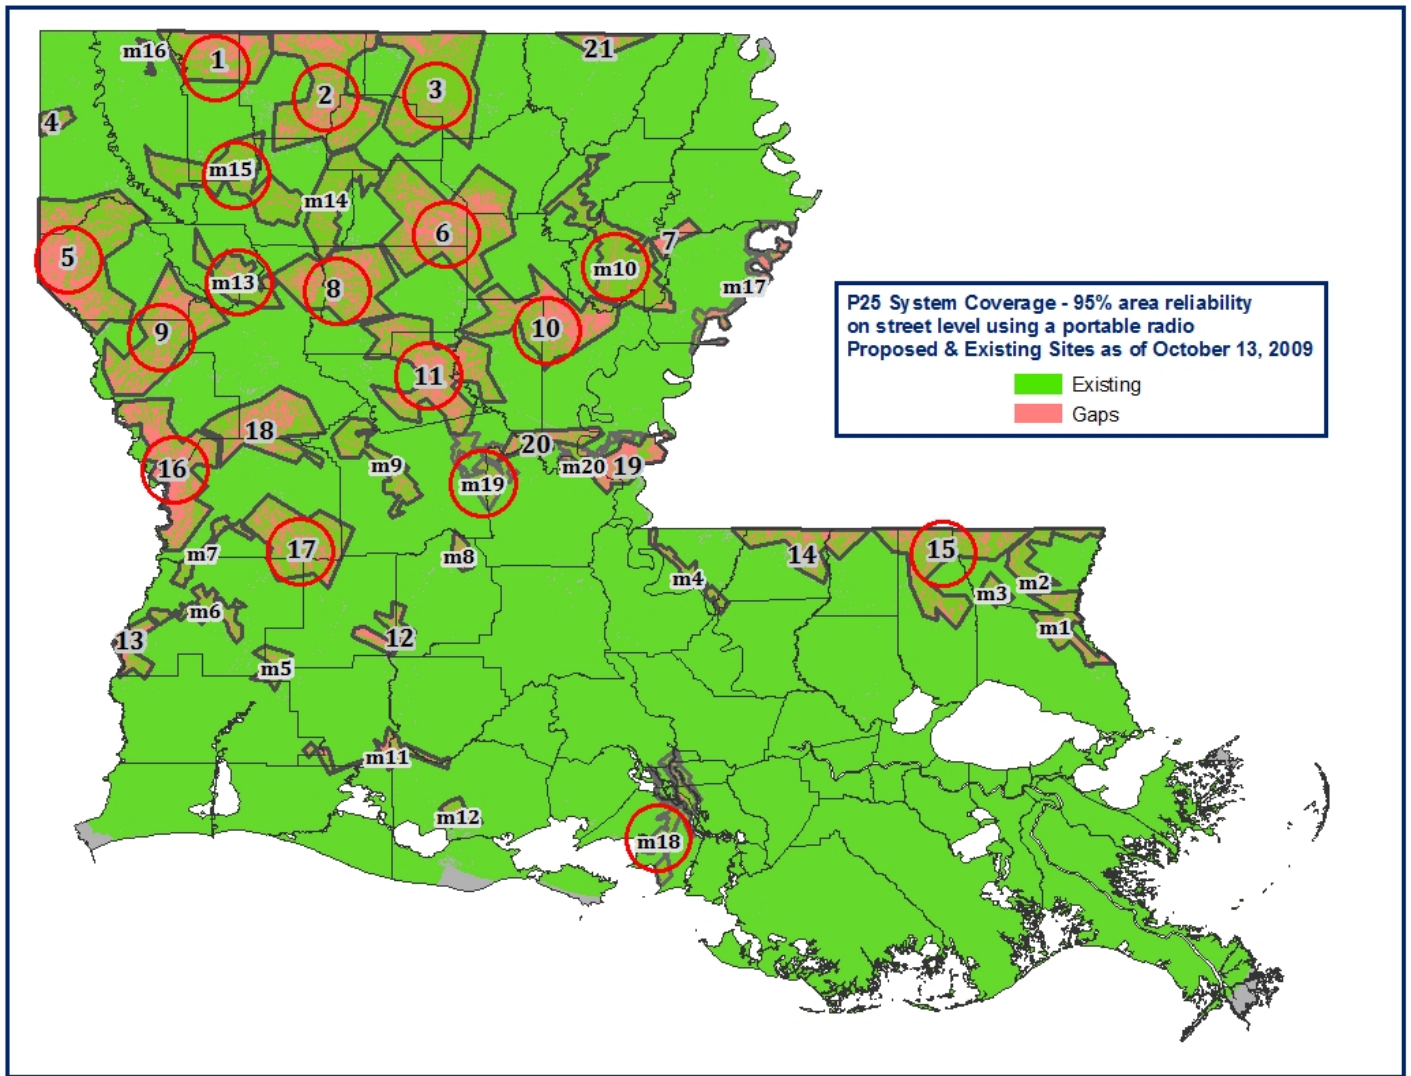 m16
1
2
3
21
4
m15
m14
5
6
7
m10
m13
8
m17
9
10
11
P25 System Coverage - 95% area reliability
on street level using a portable radio
Proposed & Existing Sites as of October 13, 2009
Existing
Gaps
18
16
m9
20
m20
19
m19
m7
17
m8
14
15
m4
m3
m2
m6
13
12
m1
m5
m11
m12
m18